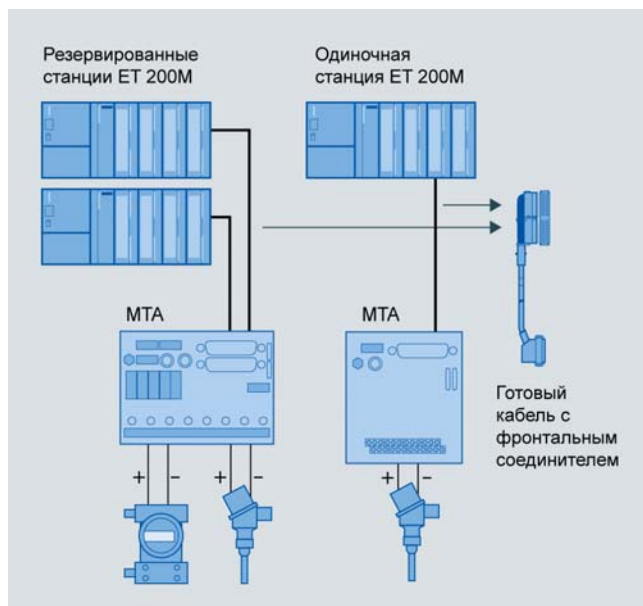 Резервированные
станции ET 200M
Одиночная
станция ET 200M
MTA
MTA
Готовый
кабель с
фронтальным
соединителем
+ −
+ −
+ −